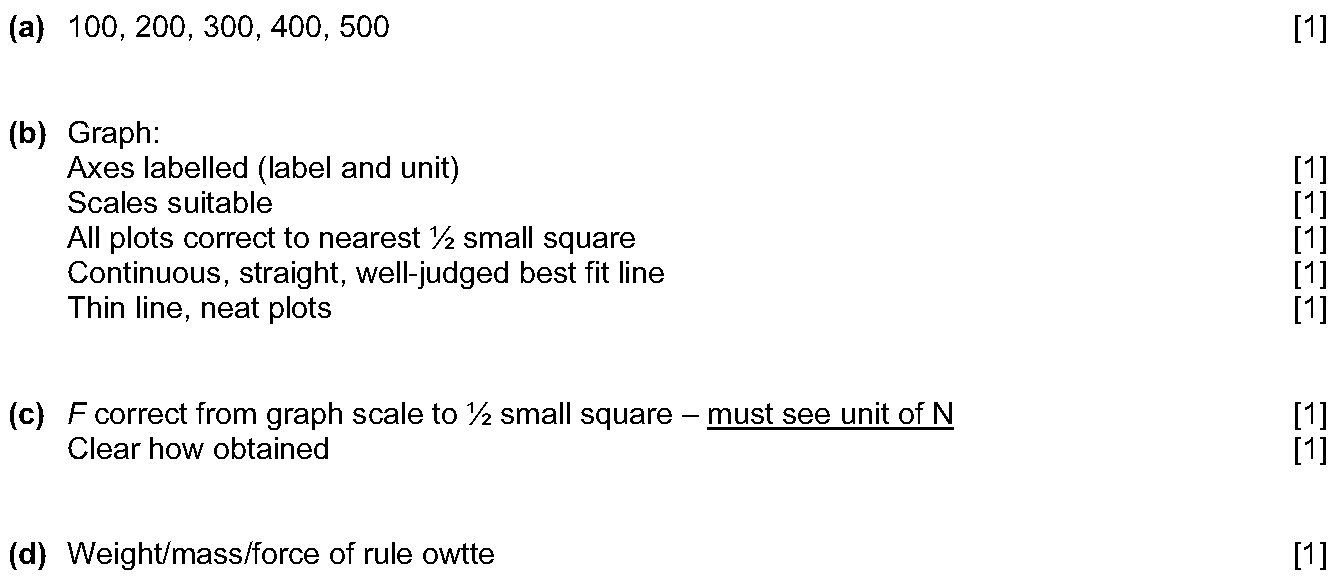 (a) 100, 200, 300, 400, 500 [1]
(b) Graph:
Axes labelled (label and unit) [1]
Scales suitable [1]
All plots correct to nearest ½ small square [1]
Continuous, straight, well-judged best fit line [1]
Thin line, neat plots [1]
(c) F correct from graph scale to ½ small square – must see unit of N [1]
Clear how obtained [1]
(d) Weight/mass/force of rule owtte [1]